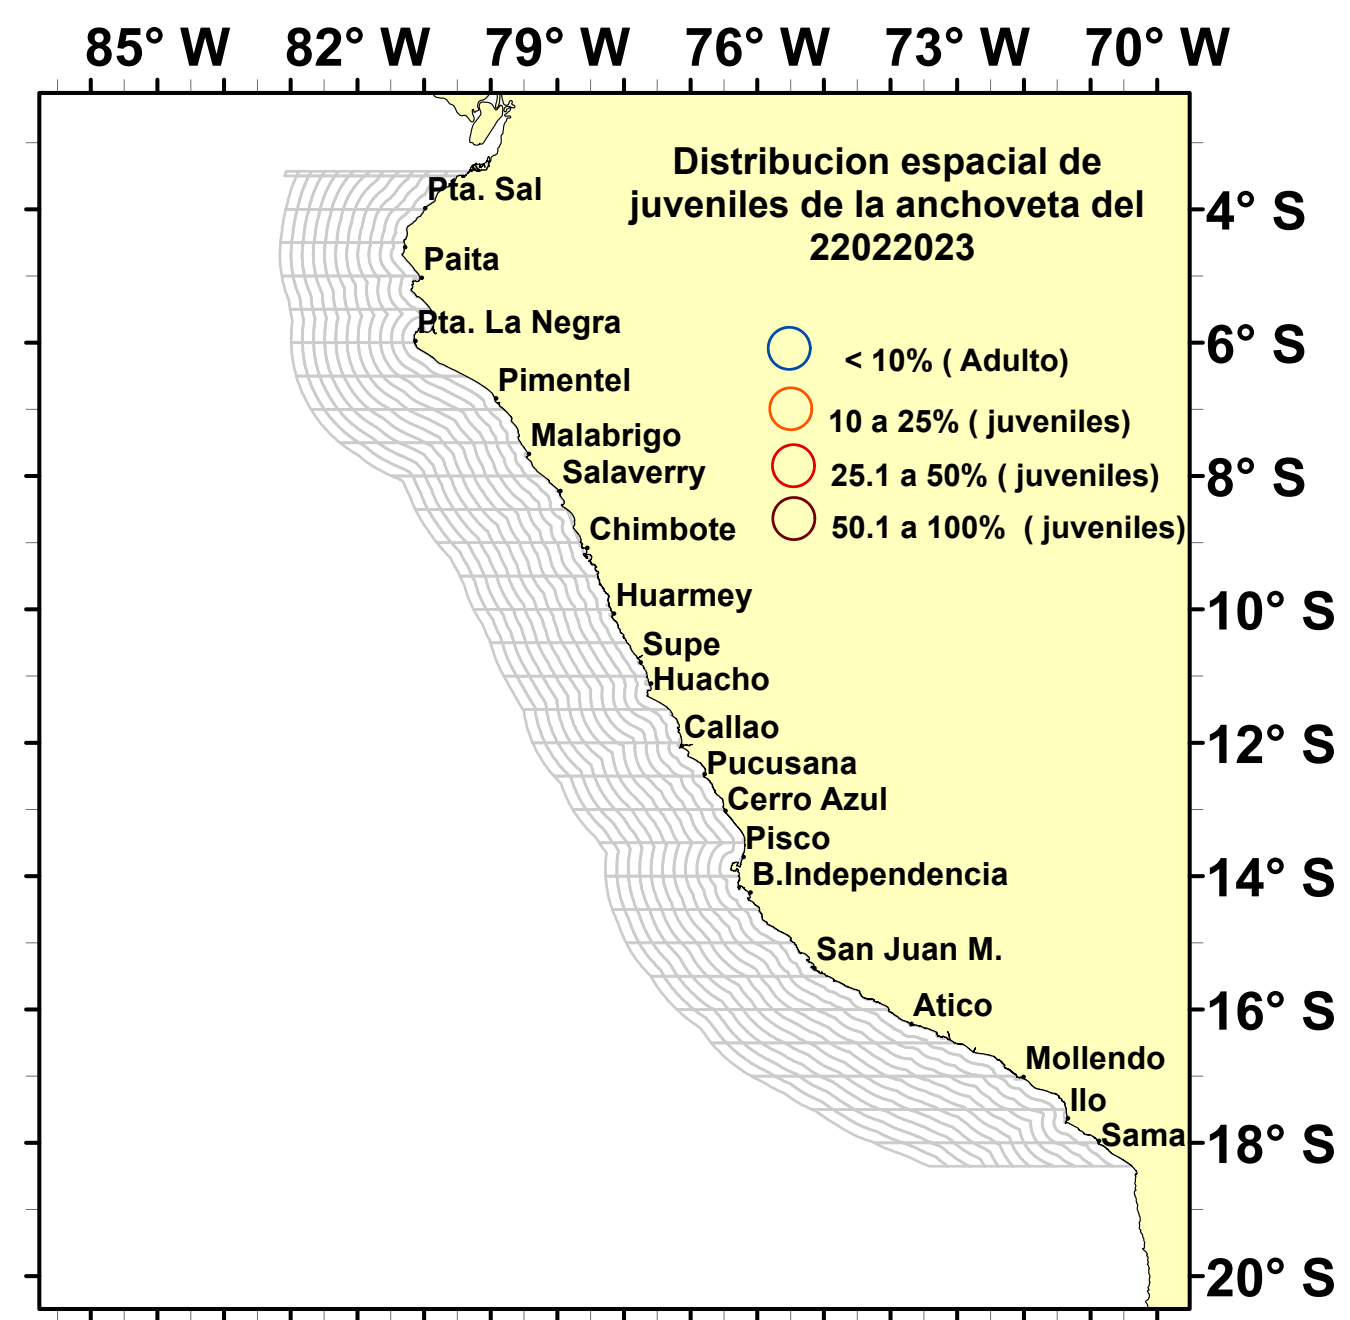 85° W 82° W 79° W 76° W 73° W 70° W
Distribucion espacial de
juveniles de la anchoveta del
22022023
Pta. Sal
4° S
Paita
Pta. La Negra
6° S
< 10% ( Adulto)
Pimentel
10 a 25% ( juveniles)
Malabrigo
Salaverry
25.1 a 50% ( juveniles)
8° S
Chimbote
50.1 a 100%  ( juveniles)
Huarmey
10° S
Supe
Huacho
Callao
12° S
Pucusana
Cerro Azul
Pisco
B.Independencia
14° S
San Juan M.
Atico
16° S
Mollendo
Ilo
Sama
18° S
20° S